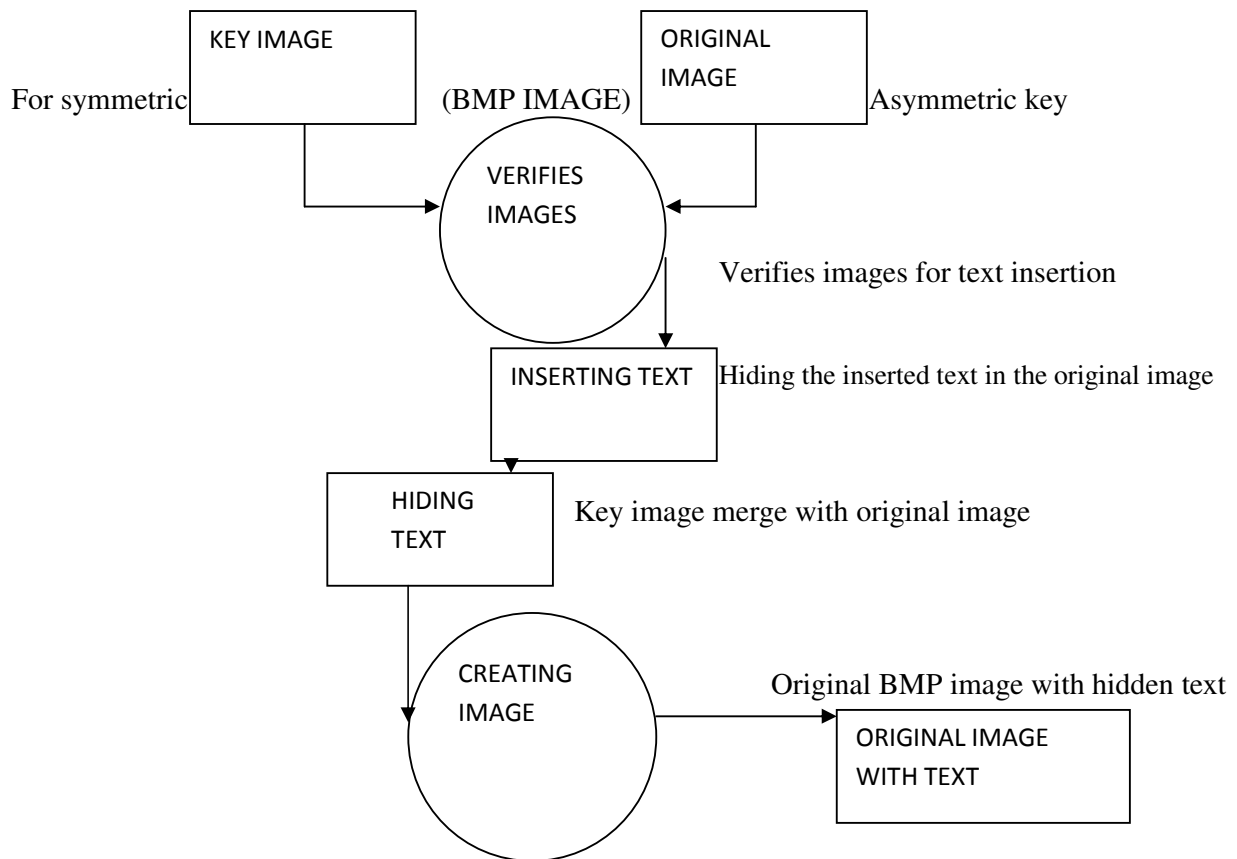 KEY IMAGE
ORIGINAL
IMAGE
For symmetric
(BMP IMAGE)
Asymmetric key
VERIFIES
IMAGES
Verifies images for text insertion
INSERTING TEXT
Hiding the inserted text in the original image
HIDING
TEXT
Key image merge with original image
CREATING
IMAGE
Original BMP image with hidden text
ORIGINAL IMAGE
WITH TEXT